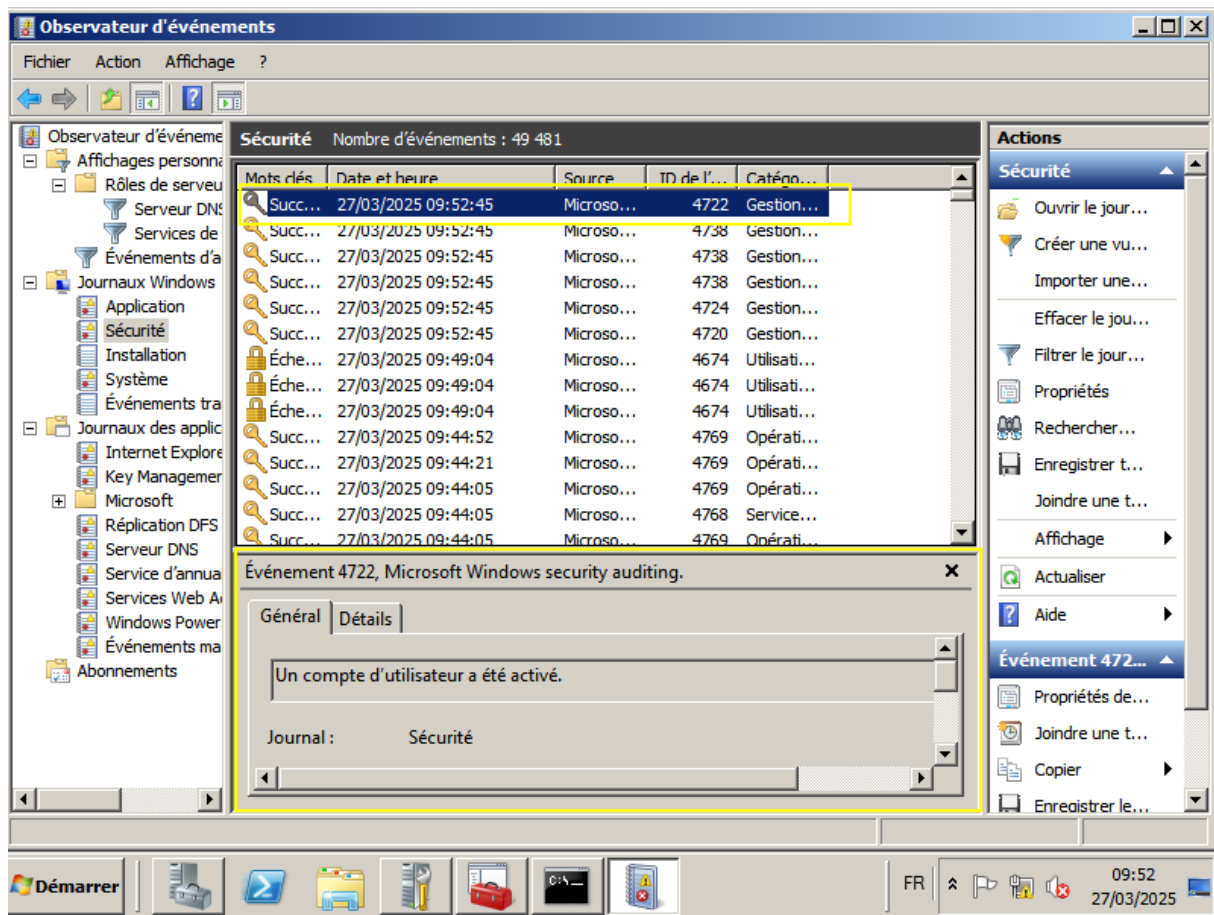 Observateur d'événements
Fichier Action Affichage ?
Observateur d'événeme
Affichages personna
Rôles de serveu
Serveur DNS
Services de
Événements d'a
Journaux Windows
Application
Sécurité
Installation
Système
Événements tra
Journaux des applic
Internet Explore
Key Managemer
Microsoft
Réplication DFS
Serveur DNS
Service d'annua
Services Web A
Windows Power
Événements ma
Abonnements
Sécurité Nombre d'événements : 49 481
Mots clés Date et heure Source ID de l'... Catégo...
Succ... 27/03/2025 09:52:45 Microso... 4722 Gestion...
Succ... 27/03/2025 09:52:45 Microso... 4738 Gestion...
Succ... 27/03/2025 09:52:45 Microso... 4738 Gestion...
Succ... 27/03/2025 09:52:45 Microso... 4738 Gestion...
Succ... 27/03/2025 09:52:45 Microso... 4724 Gestion...
Succ... 27/03/2025 09:52:45 Microso... 4720 Gestion...
Éche... 27/03/2025 09:49:04 Microso... 4674 Utilisati...
Éche... 27/03/2025 09:49:04 Microso... 4674 Utilisati...
Éche... 27/03/2025 09:49:04 Microso... 4674 Utilisati...
Succ... 27/03/2025 09:44:52 Microso... 4769 Opérati...
Succ... 27/03/2025 09:44:21 Microso... 4769 Opérati...
Succ... 27/03/2025 09:44:05 Microso... 4769 Opérati...
Succ... 27/03/2025 09:44:05 Microso... 4768 Service...
Succ... 27/03/2025 09:44:05 Microso... 4769 Opérati...
Événement 4722, Microsoft Windows security auditing.
Général Détails
Un compte d'utilisateur a été activé.
Journal : Sécurité
Actions
Sécurité
Ouvrir le jour...
Créer une vu...
Importer une...
Effacer le jou...
Filtrer le jour...
Propriétés
Rechercher...
Enregistrer t...
Joindre une t...
Affichage
Actualiser
Aide
Événement 472...
Propriétés de...
Joindre une t...
Copier
Enregistrer le...
Démarrer
C:\
FR
09:52
27/03/2025